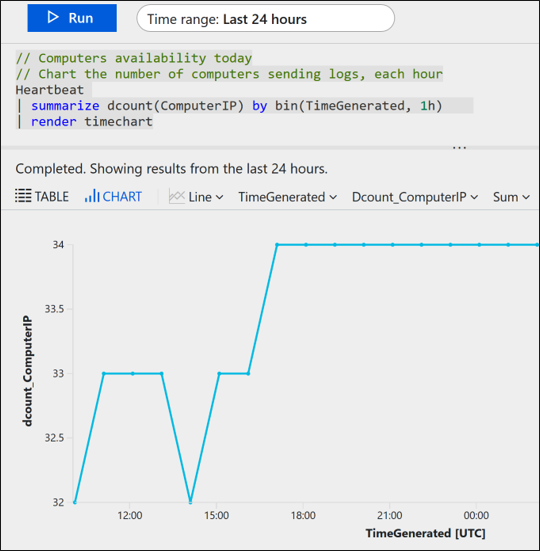 Run
Time range: Last 24 hours
// Computers availability today
// Chart the number of computers sending logs, each hour
Heartbeat
| summarize dcount(ComputerIP) by bin(TimeGenerated, 1h)
| render timechart
...
Completed. Showing results from the last 24 hours.
TABLE CHART Line TimeGenerated Dcount_ComputerIP Sum
34
33.5
33
32.5
32
dcount_ComputerIP
12:00 15:00 18:00 21:00 00:00
TimeGenerated [UTC]